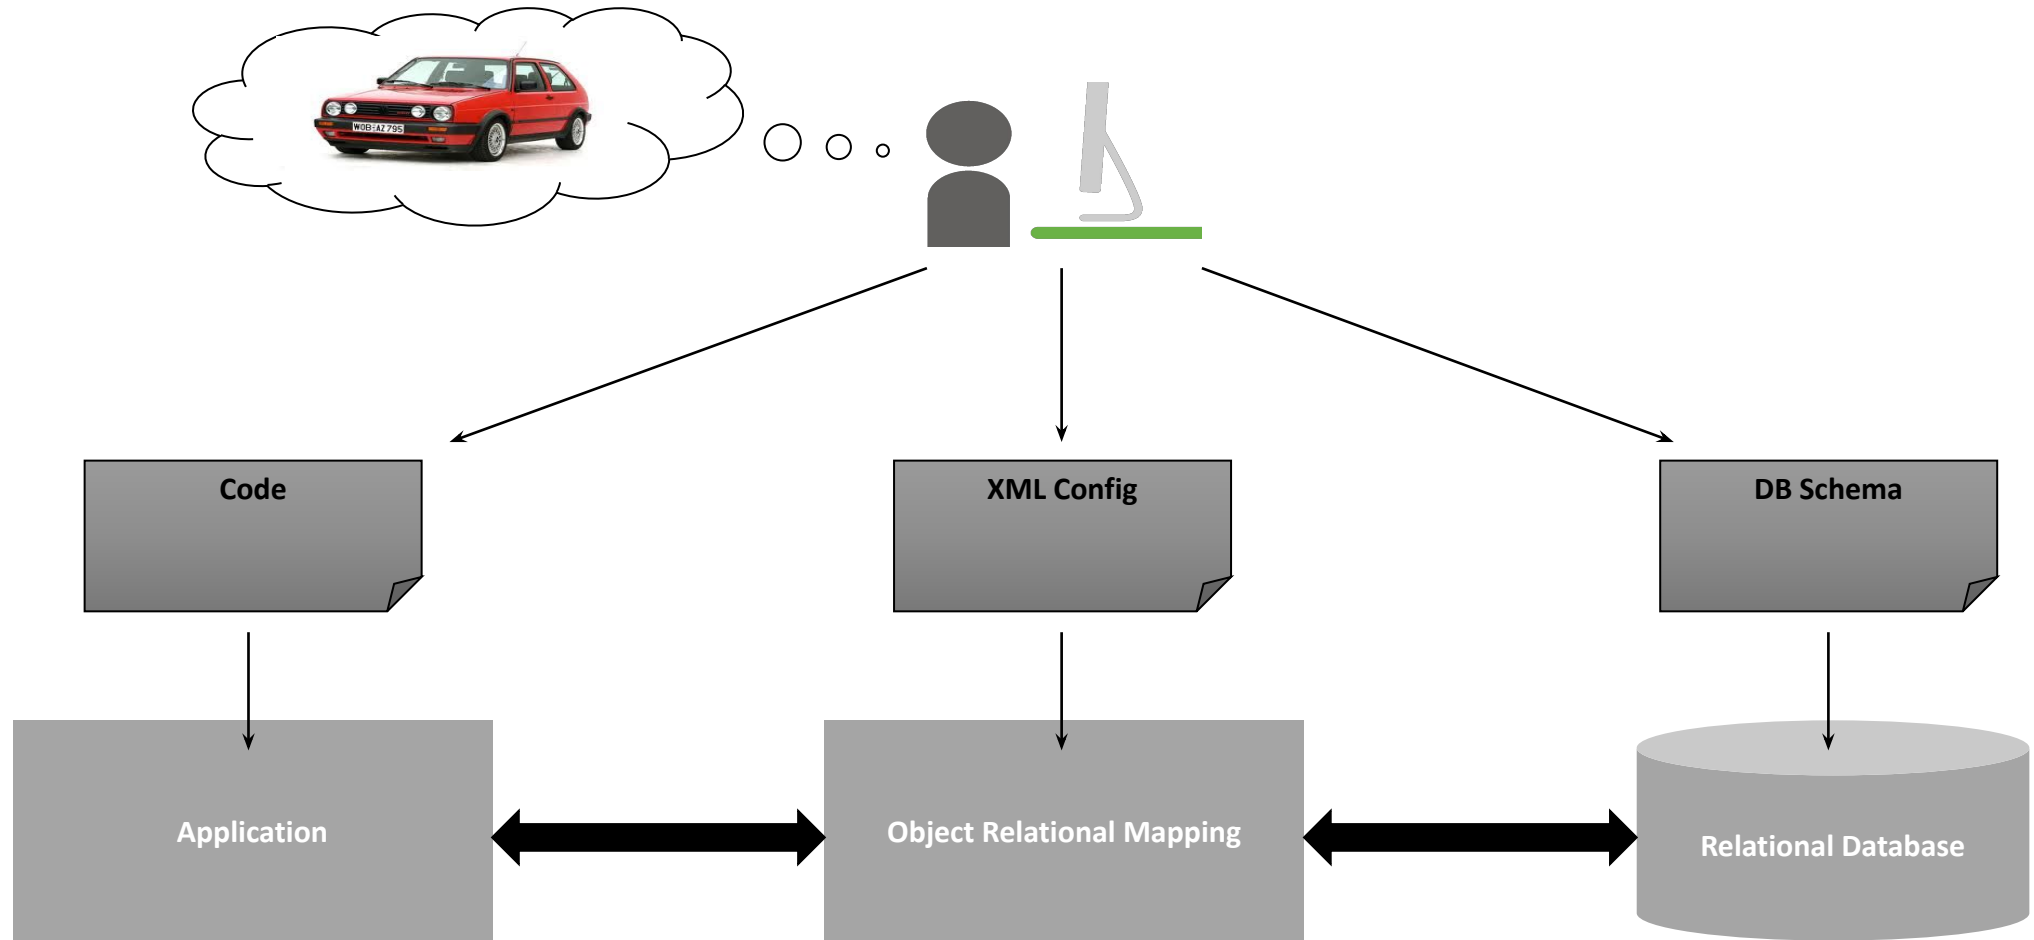 WOB AZ 795
Code
XML Config
DB Schema
Application
Object Relational Mapping
Relational Database